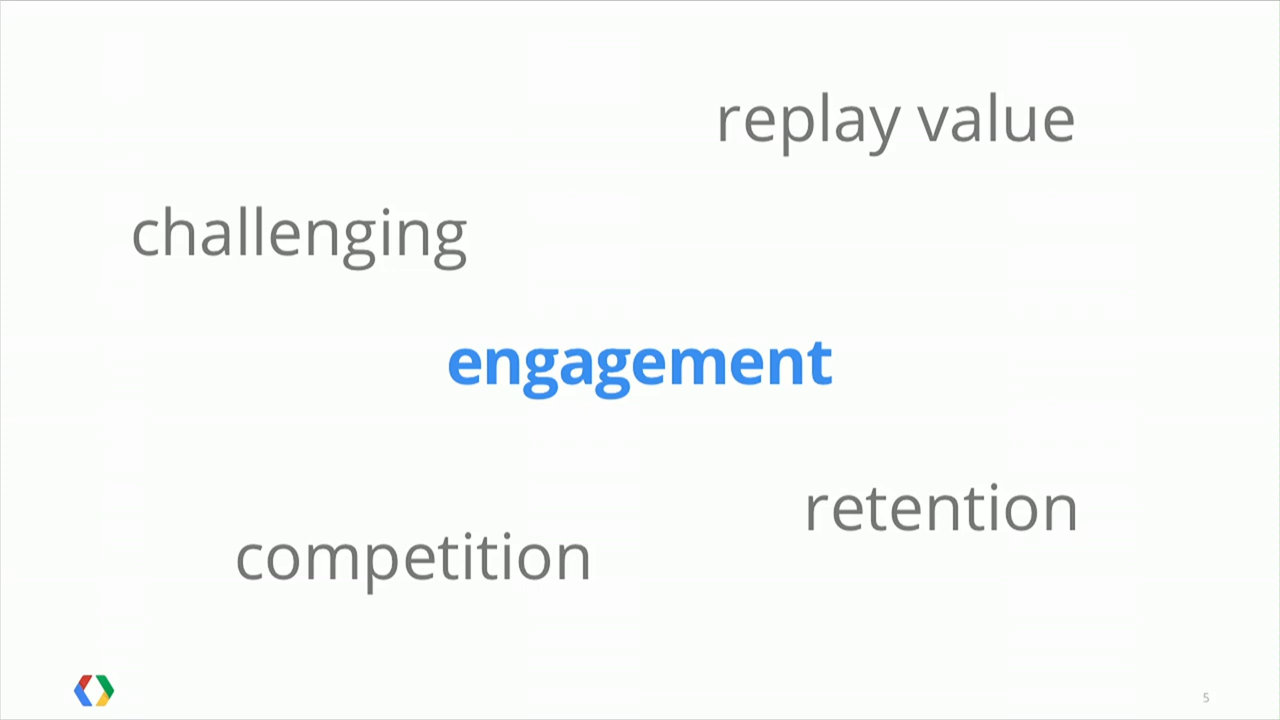 replay value
challenging
engagement
retention
competition
5